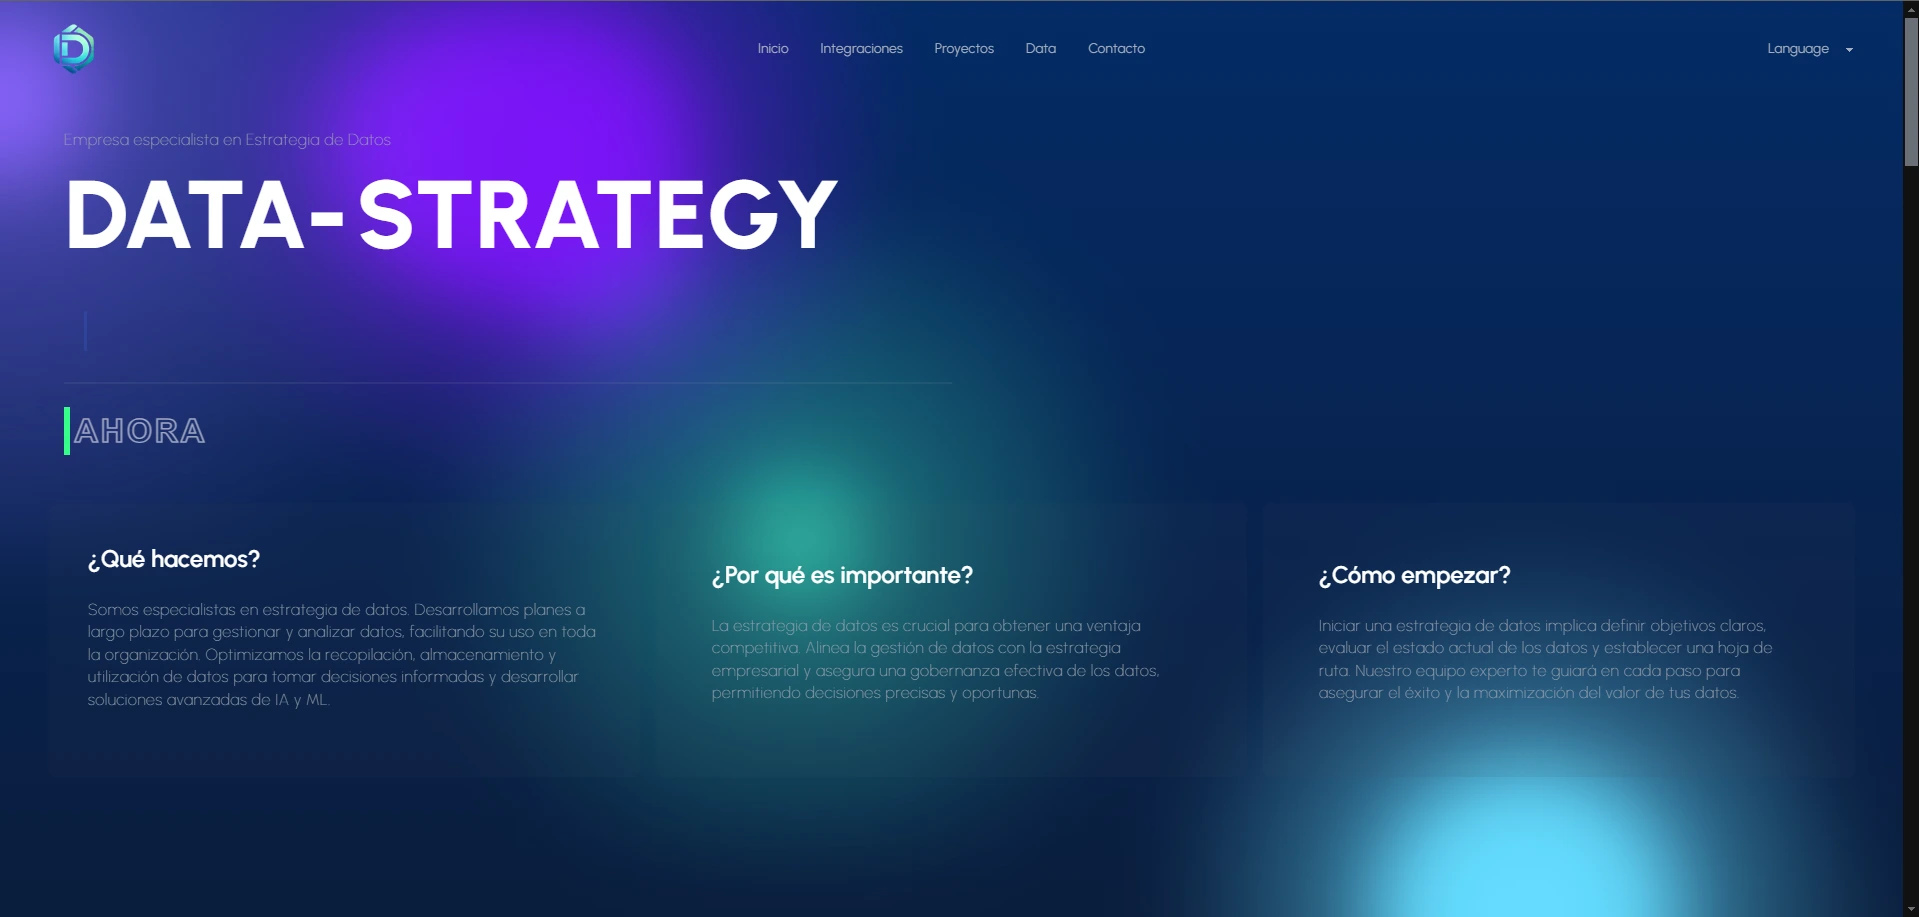 Inicio Integraciones Proyectos Data Contacto Language
Empresa especialista en Estrategia de Datos
DATA-STRATEGY
AHORA
¿Qué hacemos?
Somos especialistas en estrategia de datos. Desarrollamos planes a
largo plazo para gestionar y analizar datos, facilitando su uso en toda
la organización. Optimizamos la recopilación, almacenamiento y
utilización de datos para tomar decisiones informadas y desarrollar
soluciones avanzadas de IA y ML.
¿Por qué es importante?
La estrategia de datos es crucial para obtener una ventaja
competitiva. Alinea la gestión de datos con la estrategia
empresarial y asegura una gobernanza efectiva de los datos,
permitiendo decisiones precisas y oportunas.
¿Cómo empezar?
Iniciar una estrategia de datos implica definir objetivos claros,
evaluar el estado actual de los datos y establecer una hoja de
ruta. Nuestro equipo experto te guiará en cada paso para
asegurar el éxito y la maximización del valor de tus datos.